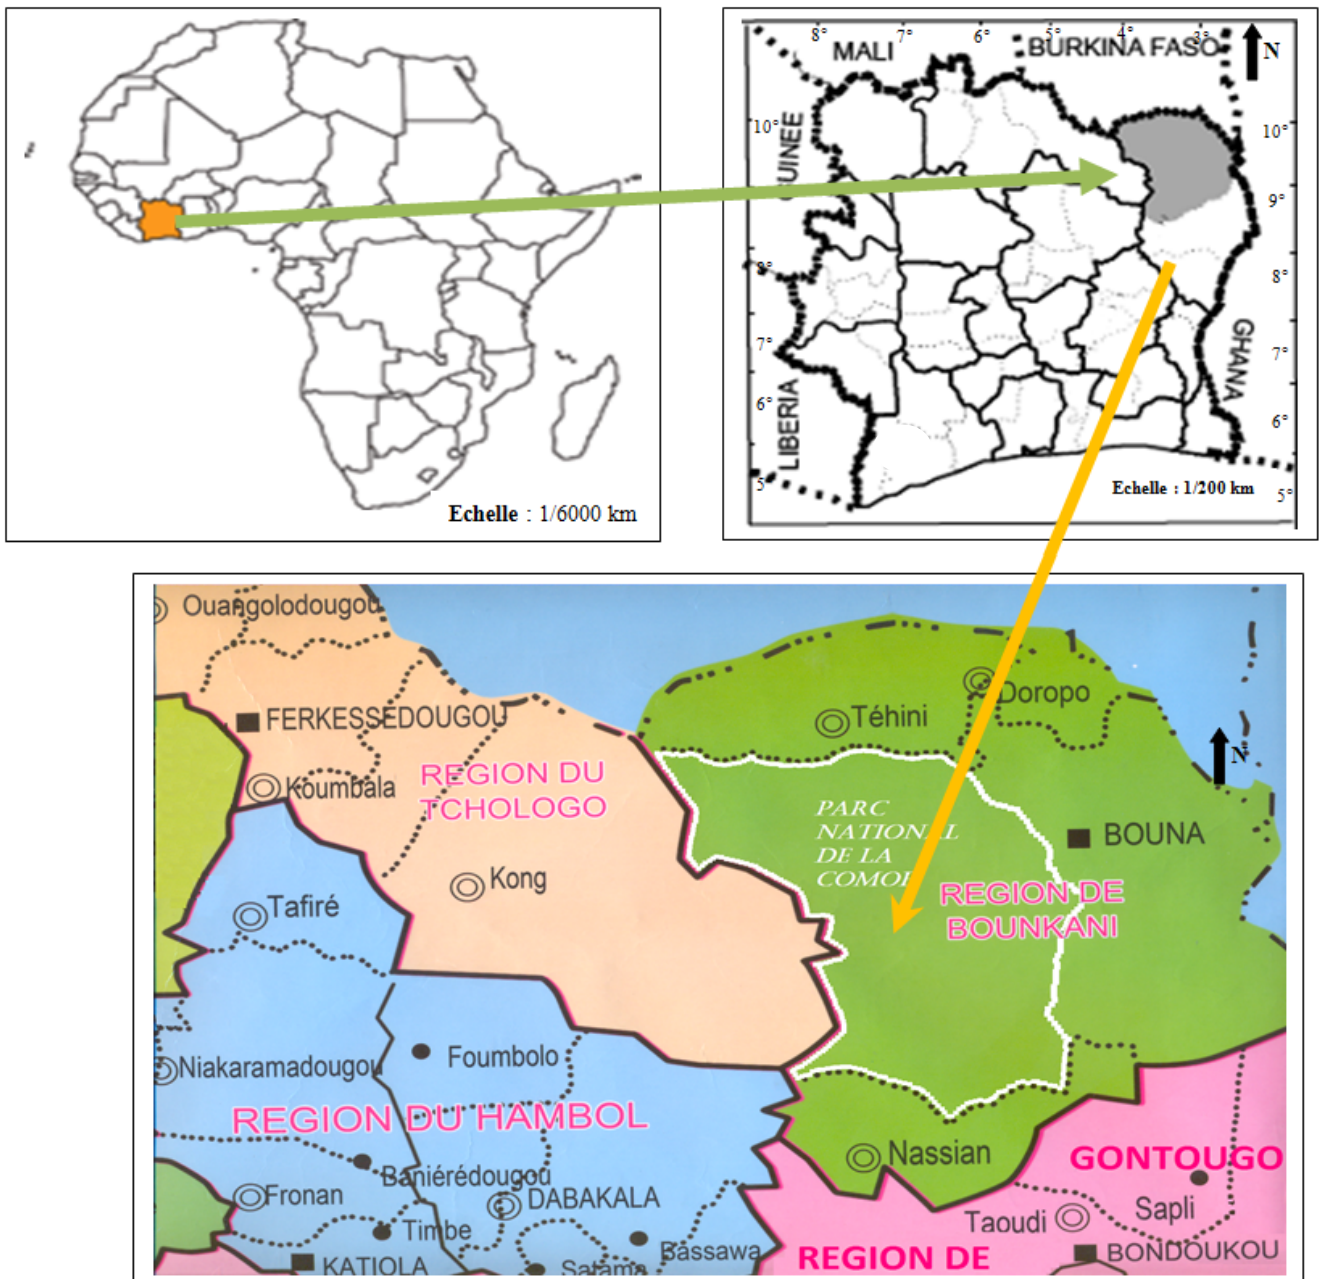 Echelle : 1/6000 km
8° 7° 6° 5° 4° 3°
MALI
BURKINA FASO
N
10°
10°
UINEE
9°
8°
8°
7°
7°
GHANA
6°
6°
LIBERIA
5°
5°
Echelle : 1/200 km
Ouangolodougou
FERKESSEDOUGOU
Koumbala
REGION DU
TCHOLOGO
Kong
Tafiré
Téhini
Doropo
N
PARC
NATIONAL
DE LA
COMOE
BOUNA
REGION DE
BOUNKANI
Niakaramadougou
Foumbolo
REGION DU HAMBOL
Baniérédougou
Fronan
DABAKALA
Timbe
Bassawa
KATIOLA
Satama
Nassian
GONTOUGO
Sapli
Taoudi
BONDOUKOU
REGION DE